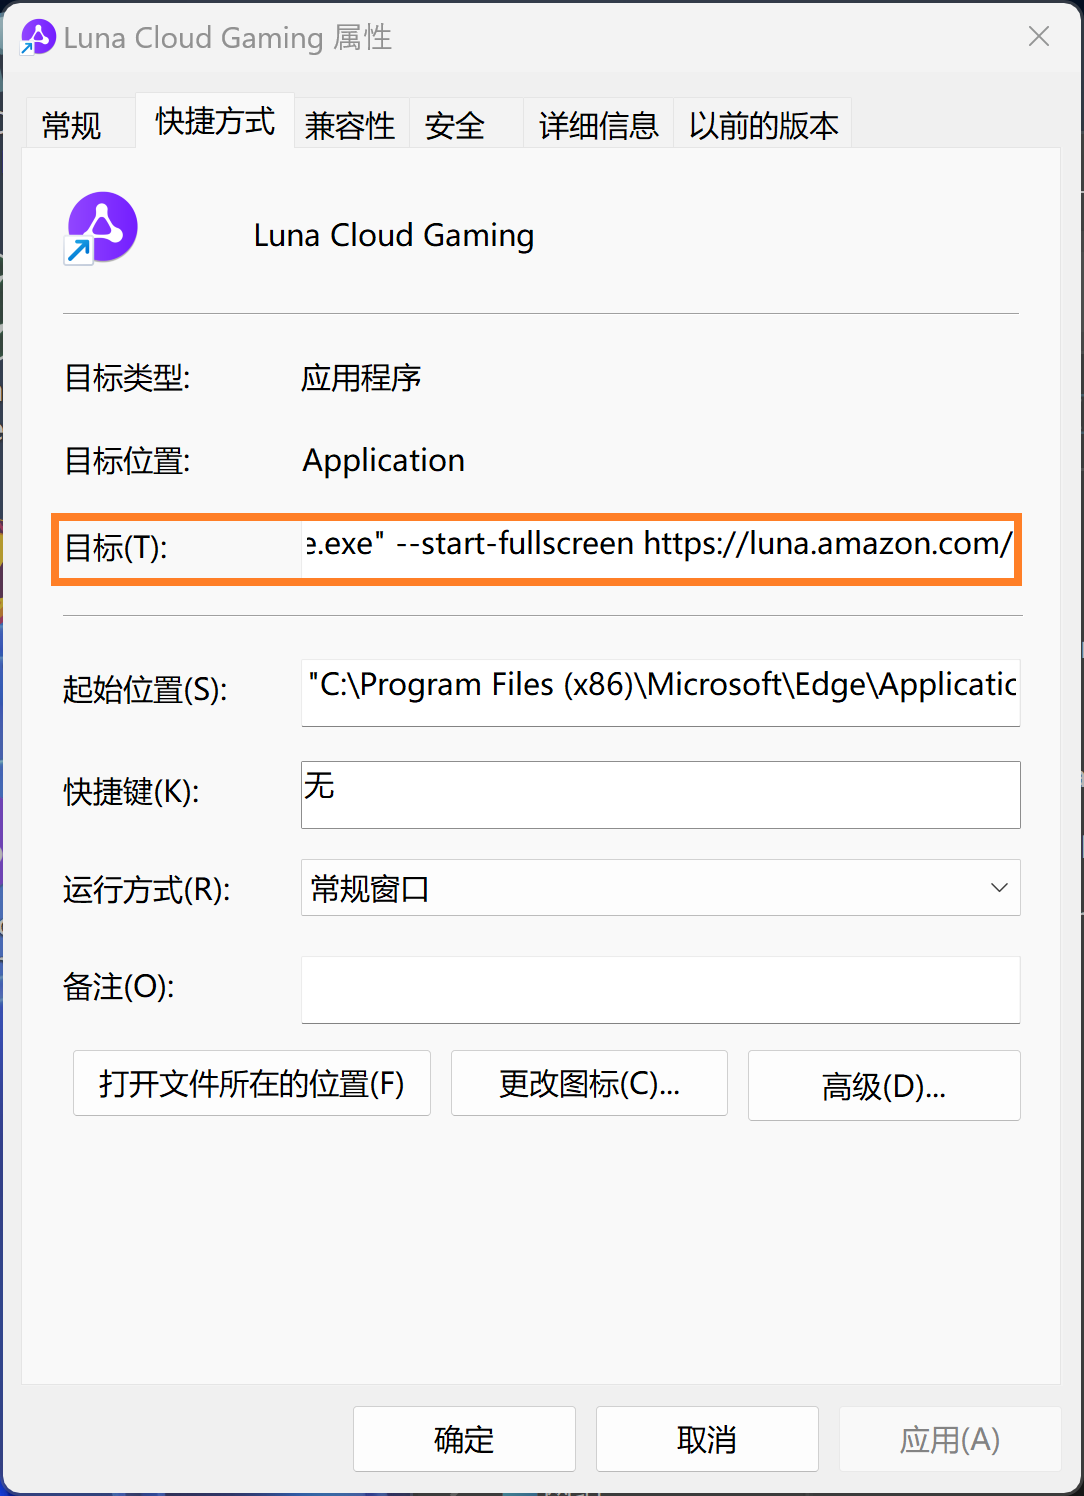 Luna Cloud Gaming 属性
常规 快捷方式 兼容性 安全 详细信息 以前的版本
Luna Cloud Gaming
目标类型: 应用程序
目标位置: Application
目标(T): e.exe" --start-fullscreen https://luna.amazon.com/
起始位置(S): "C:\Program Files (x86)\Microsoft\Edge\Applicatic
快捷键(K): 无
运行方式(R): 常规窗口
备注(O):
打开文件所在的位置(F) 更改图标(C)... 高级(D)...
确定 取消 应用(A)